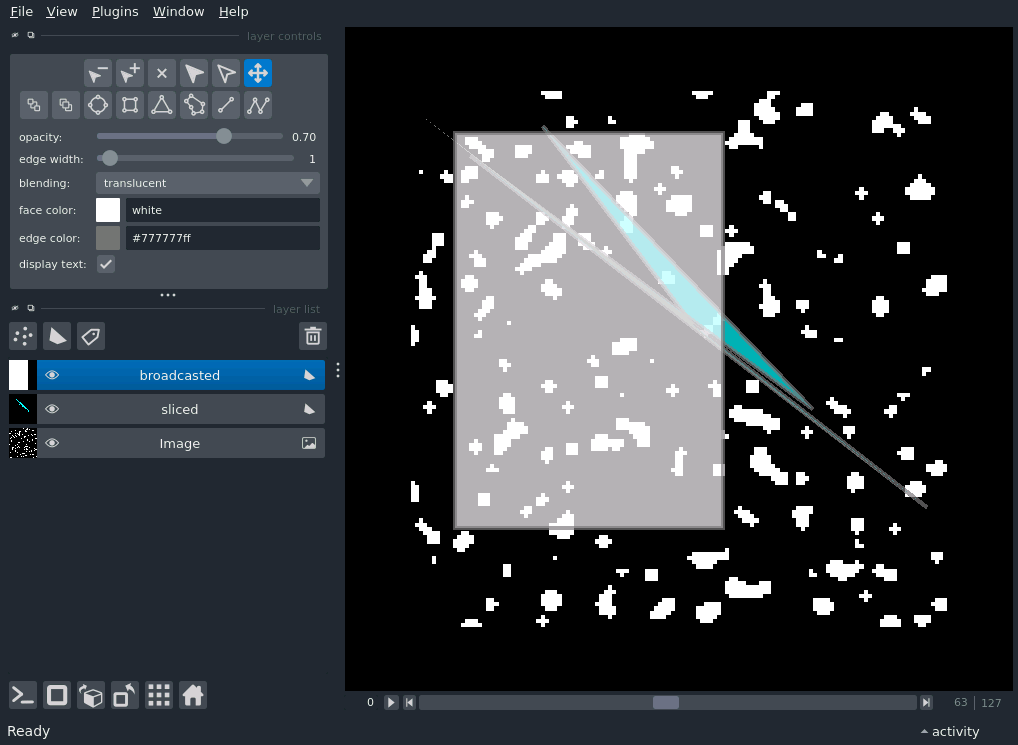 File View Plugins Window Help
layer controls
opacity: 0.70
edge width: 1
blending: translucent
face color: white
edge color: #777777ff
display text:
layer list
broadcasted
sliced
Image
0 63 | 127
Ready activity